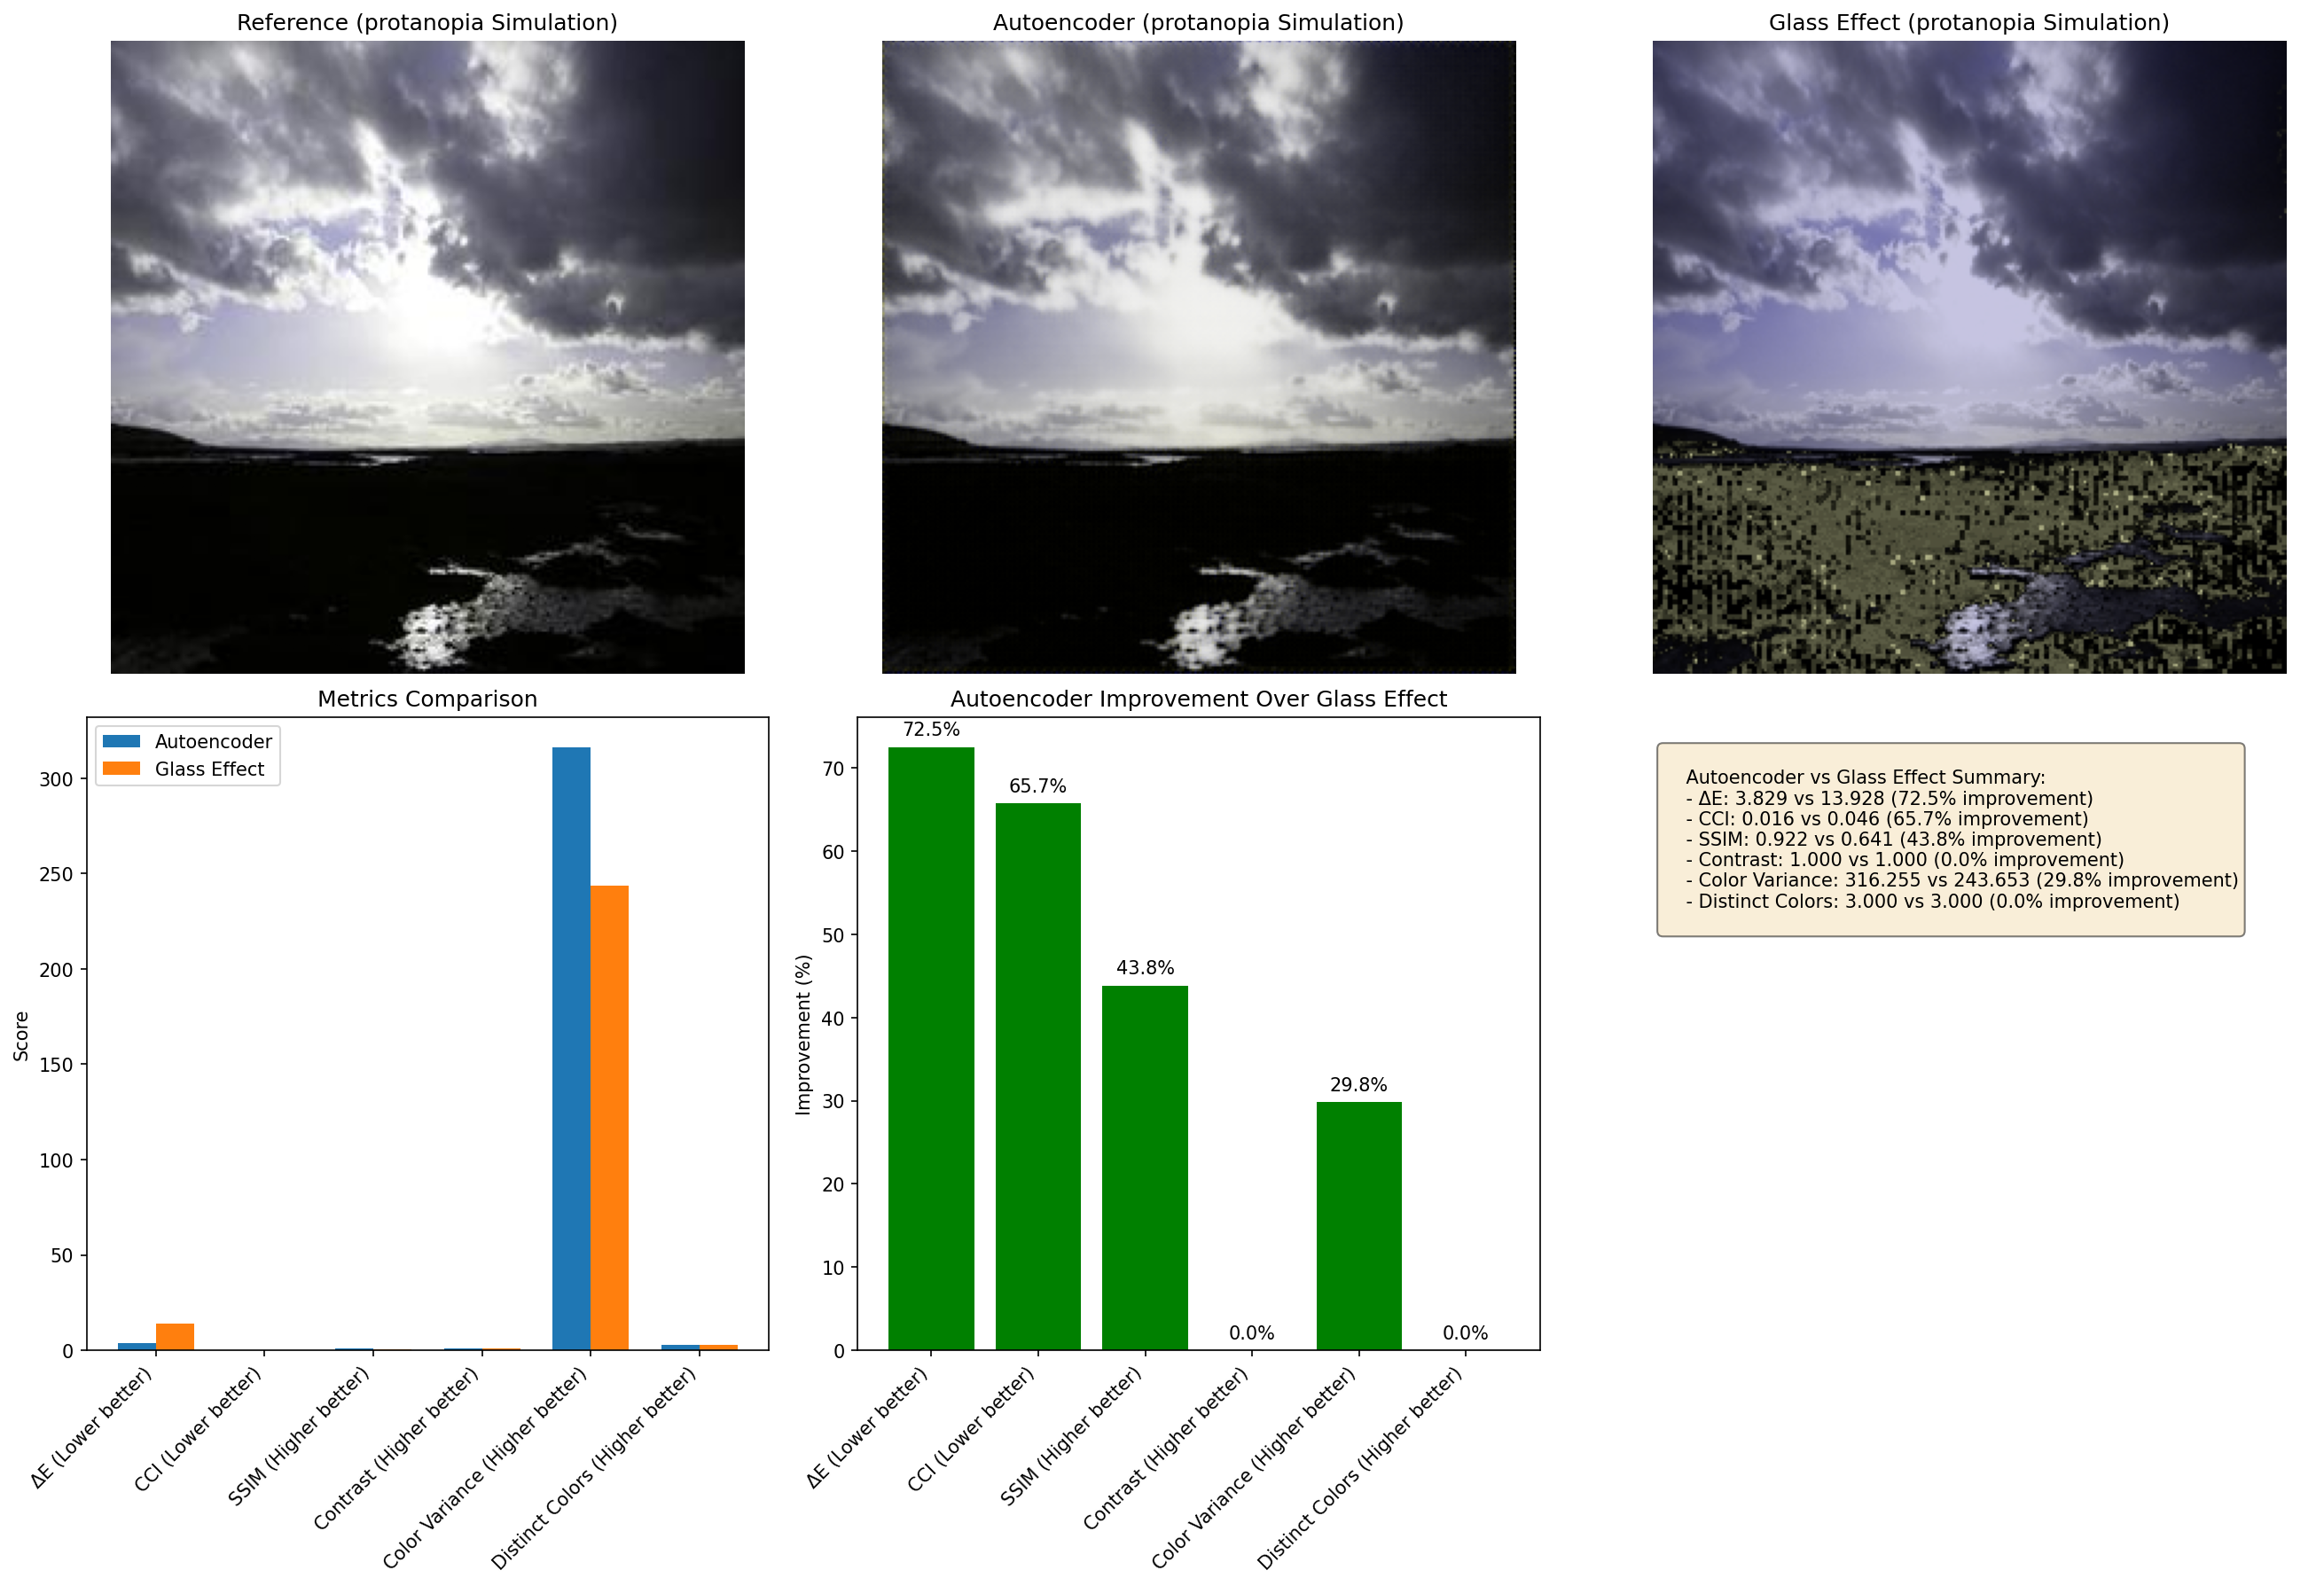 Reference (protanopia Simulation)
Autoencoder (protanopia Simulation)
Glass Effect (protanopia Simulation)
Metrics Comparison
Autoencoder
Glass Effect
Score
300
250
200
150
100
50
0
ΔE (Lower better)
CCI (Lower better)
SSIM (Higher better)
Contrast (Higher better)
Color Variance (Higher better)
Distinct Colors (Higher better)
Autoencoder Improvement Over Glass Effect
Improvement (%)
70
60
50
40
30
20
10
0
72.5%
65.7%
43.8%
0.0%
29.8%
0.0%
ΔE (Lower better)
CCI (Lower better)
SSIM (Higher better)
Contrast (Higher better)
Color Variance (Higher better)
Distinct Colors (Higher better)
Autoencoder vs Glass Effect Summary:
- ΔE: 3.829 vs 13.928 (72.5% improvement)
- CCI: 0.016 vs 0.046 (65.7% improvement)
- SSIM: 0.922 vs 0.641 (43.8% improvement)
- Contrast: 1.000 vs 1.000 (0.0% improvement)
- Color Variance: 316.255 vs 243.653 (29.8% improvement)
- Distinct Colors: 3.000 vs 3.000 (0.0% improvement)